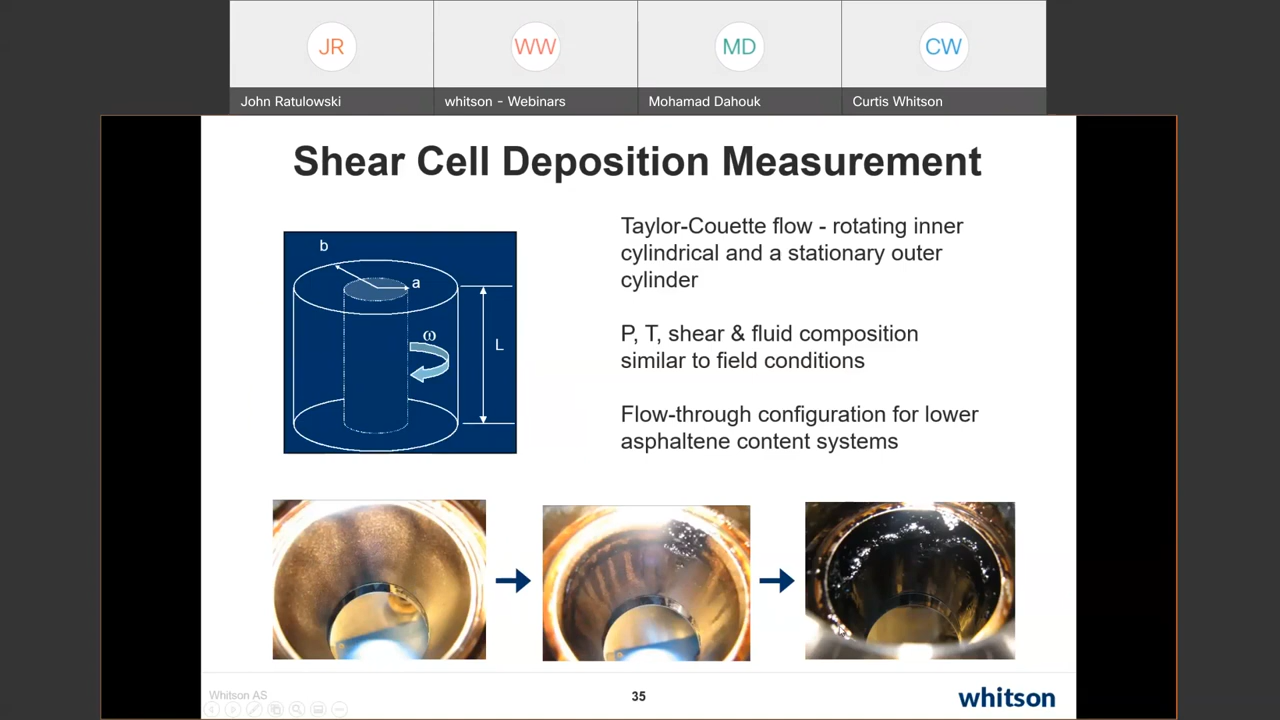 JR
WW
MD
CW
John Ratulowski
whitson - Webinars
Mohamad Dahouk
Curtis Whitson
Shear Cell Deposition Measurement
b
a
ω
L
Taylor-Couette flow - rotating inner
cylindrical and a stationary outer
cylinder
P, T, shear & fluid composition
similar to field conditions
Flow-through configuration for lower
asphaltene content systems
Whitson AS
35
whitson